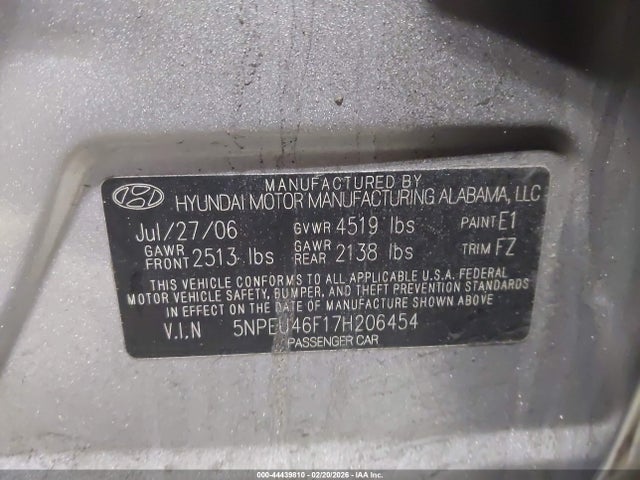 MANUFACTURED BY
HYUNDAI MOTOR MANUFACTURING ALABAMA, LLC
Jul/27/06 GVWR 4519 lbs PAINT E1
GAWR FRONT 2513 lbs GAWR REAR 2138 lbs TRIM FZ
THIS VEHICLE CONFORMS TO ALL APPLICABLE U.S.A. FEDERAL
MOTOR VEHICLE SAFETY, BUMPER, AND THEFT PREVENTION
STANDARDS IN EFFECT ON THE DATE OF MANUFACTURE SHOWN ABOVE
V.I.N 5NPEU46F17H206454
PASSENGER CAR
000-44439810 - 02/20/2026 - IAA Inc.